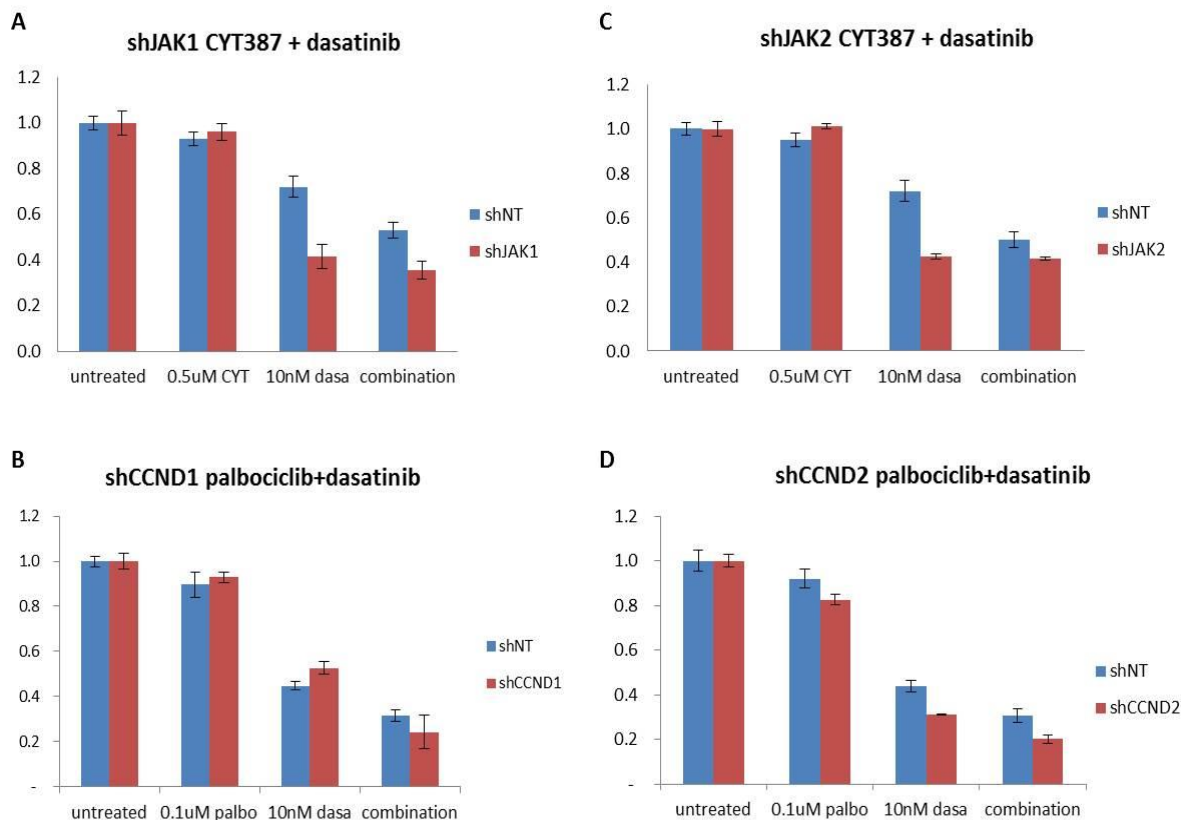 A
shJAK1 CYT387 + dasatinib
1.2
1.0
0.8
0.6
0.4
0.2
0.0
untreated 0.5uM CYT 10nM dasa combination
shNT
shJAK1
C
shJAK2 CYT387 + dasatinib
1.2
1.0
0.8
0.6
0.4
0.2
0.0
untreated 0.5uM CYT 10nM dasa combination
shNT
shJAK2
B
shCCND1 palbociclib+dasatinib
1.2
1.0
0.8
0.6
0.4
0.2
-
untreated 0.1uM palbo 10nM dasa combination
shNT
shCCND1
D
shCCND2 palbociclib+dasatinib
1.2
1.0
0.8
0.6
0.4
0.2
-
untreated 0.1uM palbo 10nM dasa combination
shNT
shCCND2